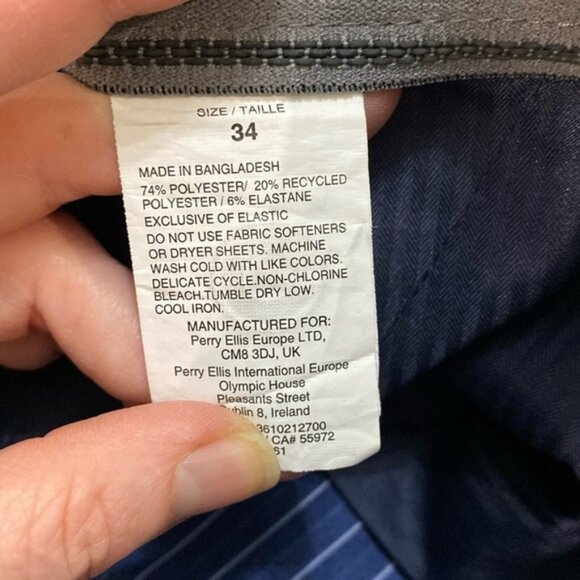 SIZE / TAILLE
34
MADE IN BANGLADESH
74% POLYESTER/ 20% RECYCLED
POLYESTER / 6% ELASTANE
EXCLUSIVE OF ELASTIC
DO NOT USE FABRIC SOFTENERS
OR DRYER SHEETS. MACHINE
WASH COLD WITH LIKE COLORS.
DELICATE CYCLE.NON-CHLORINE
BLEACH.TUMBLE DRY LOW.
COOL IRON.
MANUFACTURED FOR:
Perry Ellis Europe LTD,
CM8 3DJ, UK
Perry Ellis International Europe
Olympic House
Pleasants Street
8, Ireland
3610212700
/ CA# 55972
61